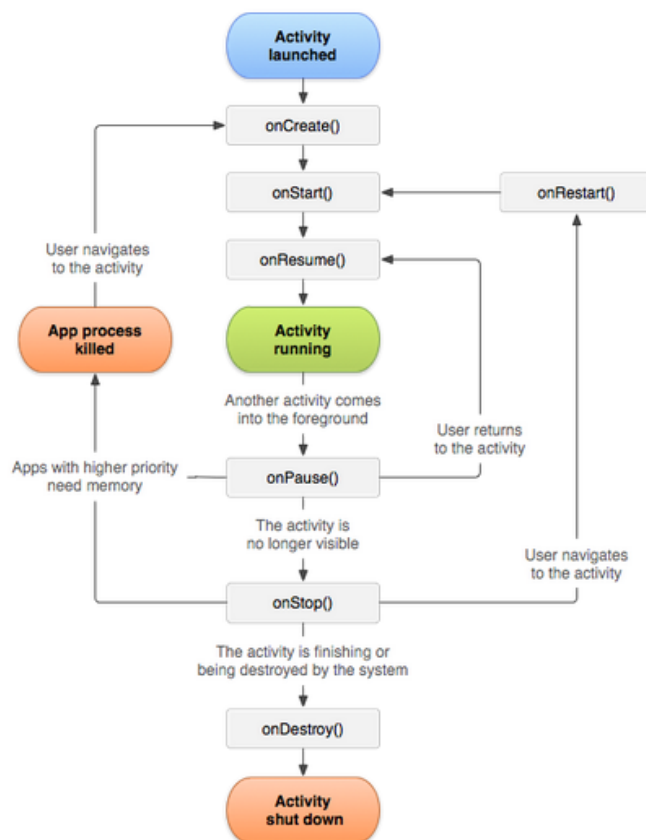 Activity
launched
onCreate()
onStart()
onRestart()
User navigates
to the activity
onResume()
App process
killed
Activity
running
Another activity comes
into the foreground
User returns
to the activity
Apps with higher priority
need memory
onPause()
The activity is
no longer visible
User navigates
to the activity
onStop()
The activity is finishing or
being destroyed by the system
onDestroy()
Activity
shut down